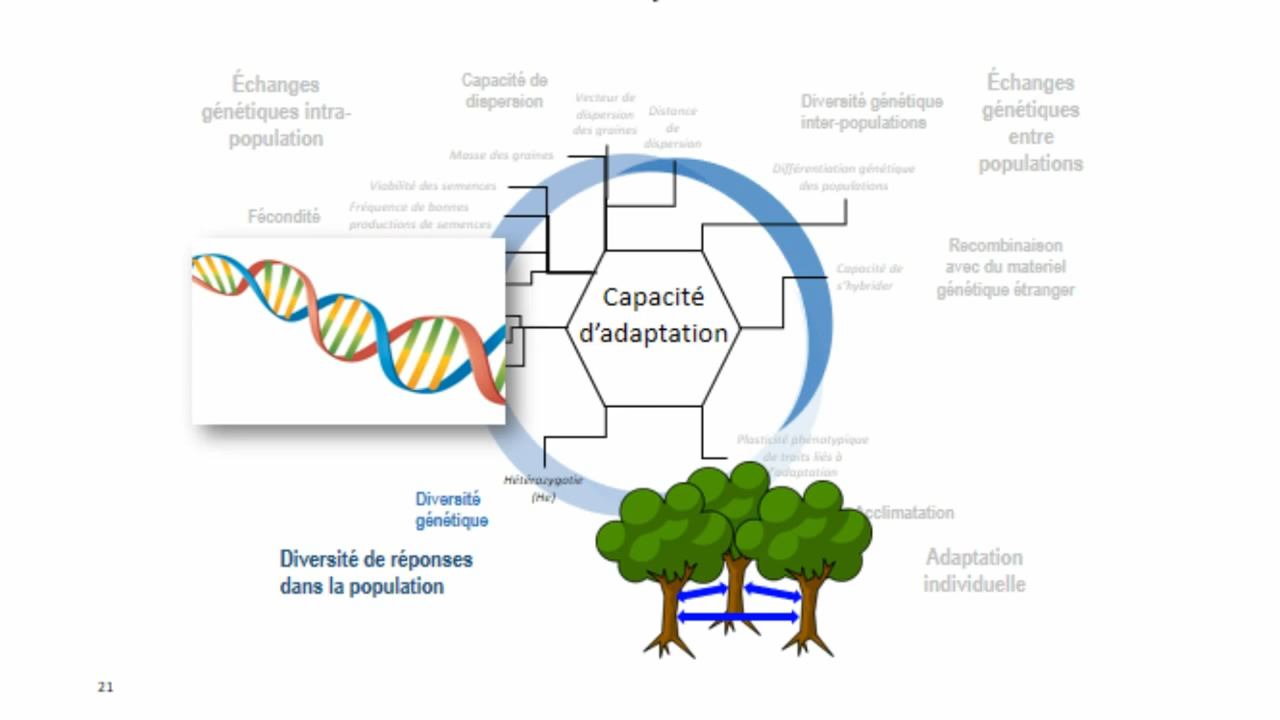 Échanges
génétiques intra-
population
Capacité de
dispersion
Vecteur de
dispersion
des graines
Distance
de
dispersion
Diversité génétique
inter-populations
Échanges
génétiques
entre
populations
Masse des graines
Différentiation génétique
des populations
Viabilité des semences
Fécondité
Fréquence de bonnes
productions de semences
Recombinaison
avec du materiel
génétique étranger
Capacité de
s'hybrider
Capacité
d'adaptation
Plasticité phénotypique
de traits liés à
l'adaptation
Hétérozygotie
(He)
Diversité
génétique
Acclimatation
Diversité de réponses
dans la population
Adaptation
individuelle
21